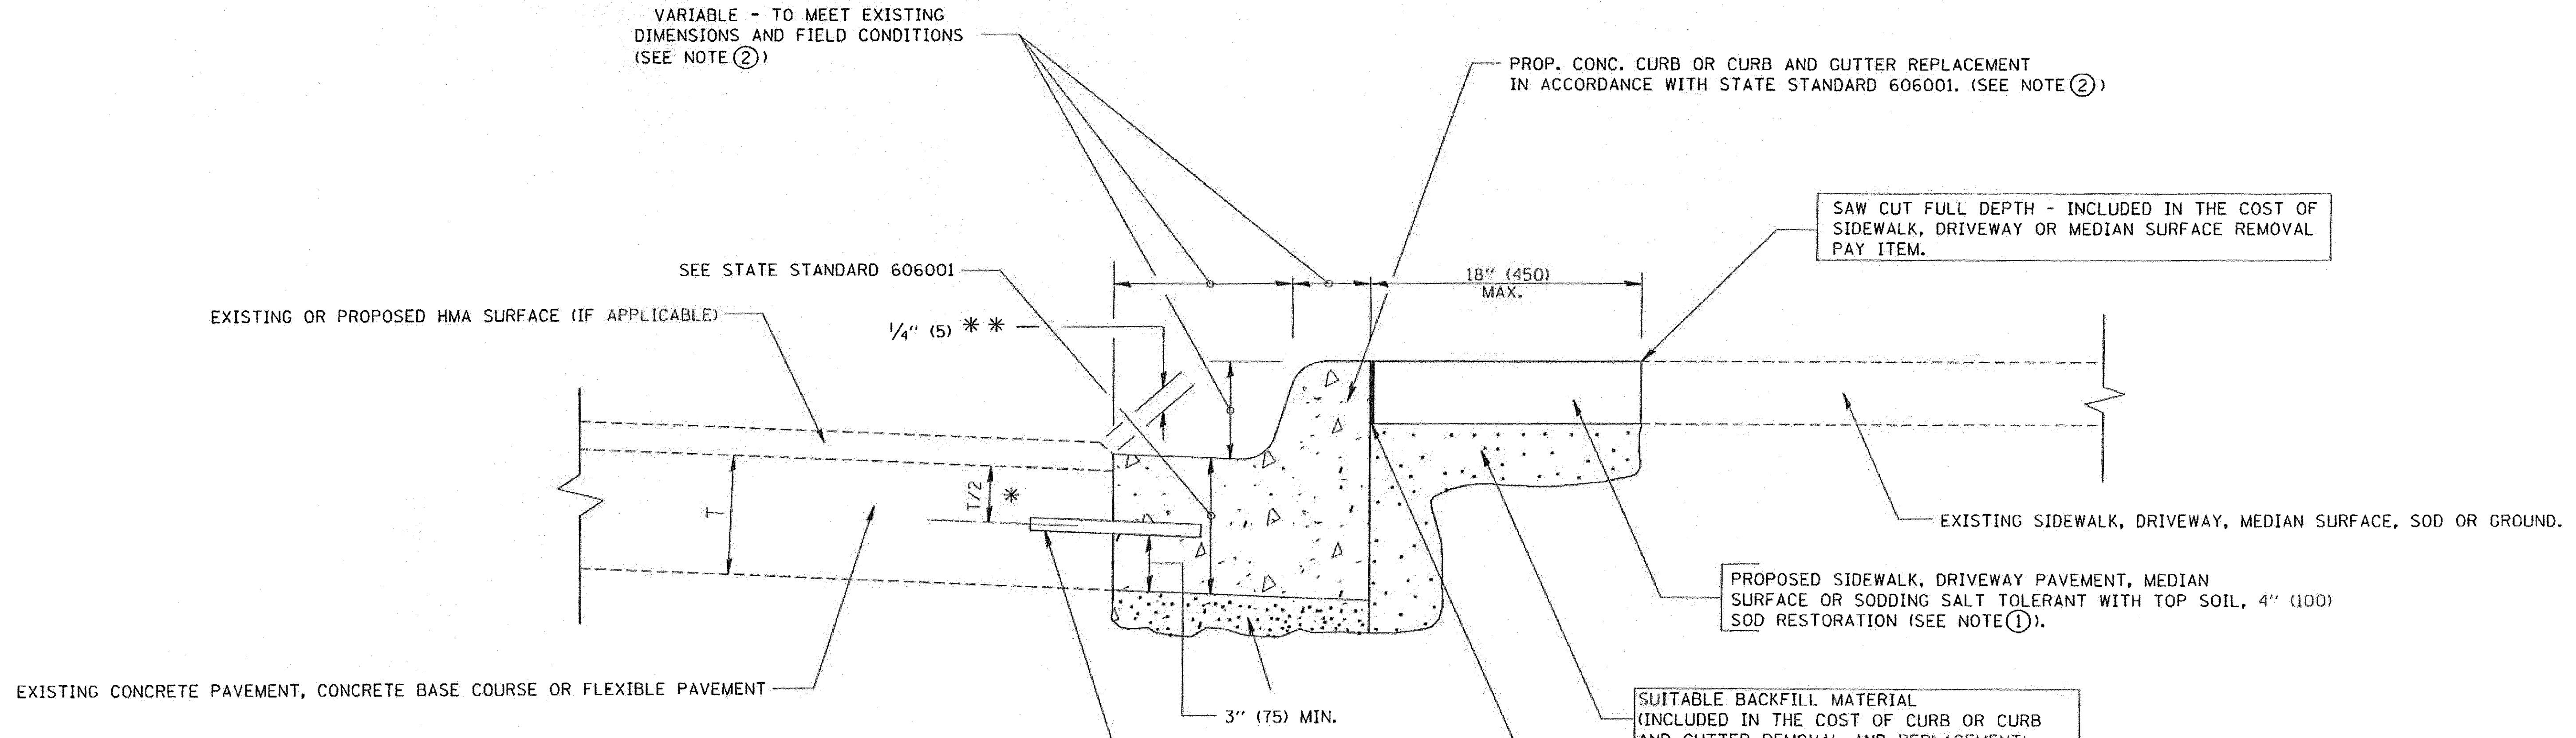 VARIABLE - TO MEET EXISTING
DIMENSIONS AND FIELD CONDITIONS
(SEE NOTE ②)
PROP. CONC. CURB OR CURB AND GUTTER REPLACEMENT
IN ACCORDANCE WITH STATE STANDARD 606001. (SEE NOTE ②)
SAW CUT FULL DEPTH - INCLUDED IN THE COST OF
SIDEWALK, DRIVEWAY OR MEDIAN SURFACE REMOVAL
PAY ITEM.
SEE STATE STANDARD 606001
18" (450)
MAX.
EXISTING OR PROPOSED HMA SURFACE (IF APPLICABLE)
1/4" (5) * *
T
T/2 *
EXISTING SIDEWALK, DRIVEWAY, MEDIAN SURFACE, SOD OR GROUND.
PROPOSED SIDEWALK, DRIVEWAY PAVEMENT, MEDIAN
SURFACE OR SODDING SALT TOLERANT WITH TOP SOIL, 4" (100)
SOD RESTORATION (SEE NOTE ①).
EXISTING CONCRETE PAVEMENT, CONCRETE BASE COURSE OR FLEXIBLE PAVEMENT
3" (75) MIN.
SUITABLE BACKFILL MATERIAL
(INCLUDED IN THE COST OF CURB OR CURB
AND GUTTER REMOVAL AND REPLACEMENT)